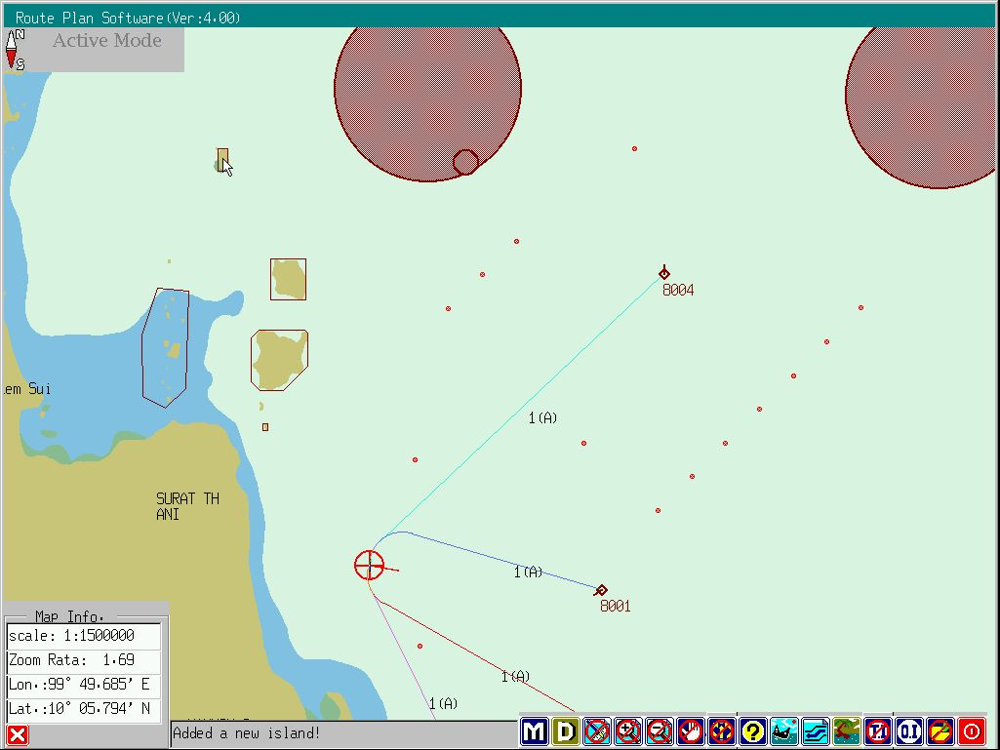 Route Plan Software(Ver:4.00)
N
Active Mode
S
8004
em Sui
1(A)
SURAT TH
ANI
1(A)
8001
Map Info.
scale: 1:1500000
Zoom Rata: 1.69
1(A)
Lon.:99° 49.685' E
1(A)
Lat.:10° 05.794' N
Added a new island!
M
D
?
T.I
O.I
Z